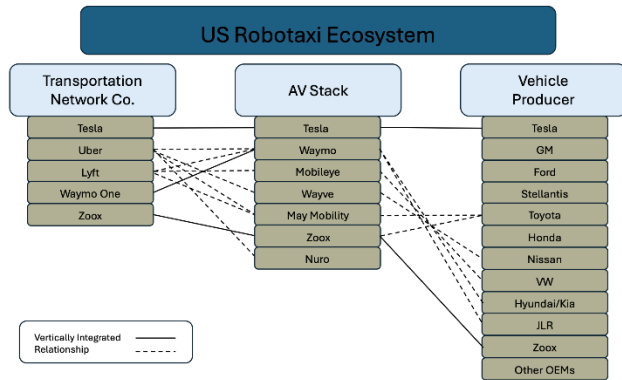 US Robotaxi Ecosystem
Transportation
Network Co.
Tesla
Uber
Lyft
Waymo One
Zoox
AV Stack
Tesla
Waymo
Mobileye
Wayve
May Mobility
Zoox
Nuro
Vehicle
Producer
Tesla
GM
Ford
Stellantis
Toyota
Honda
Nissan
VW
Hyundai/Kia
JLR
Zoox
Other OEMs
Vertically Integrated
Relationship